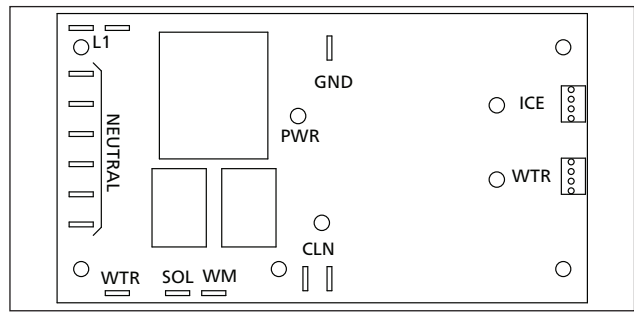 L1
GND
ICE
NEUTRAL
PWR
WTR
CLN
WTR SOL WM